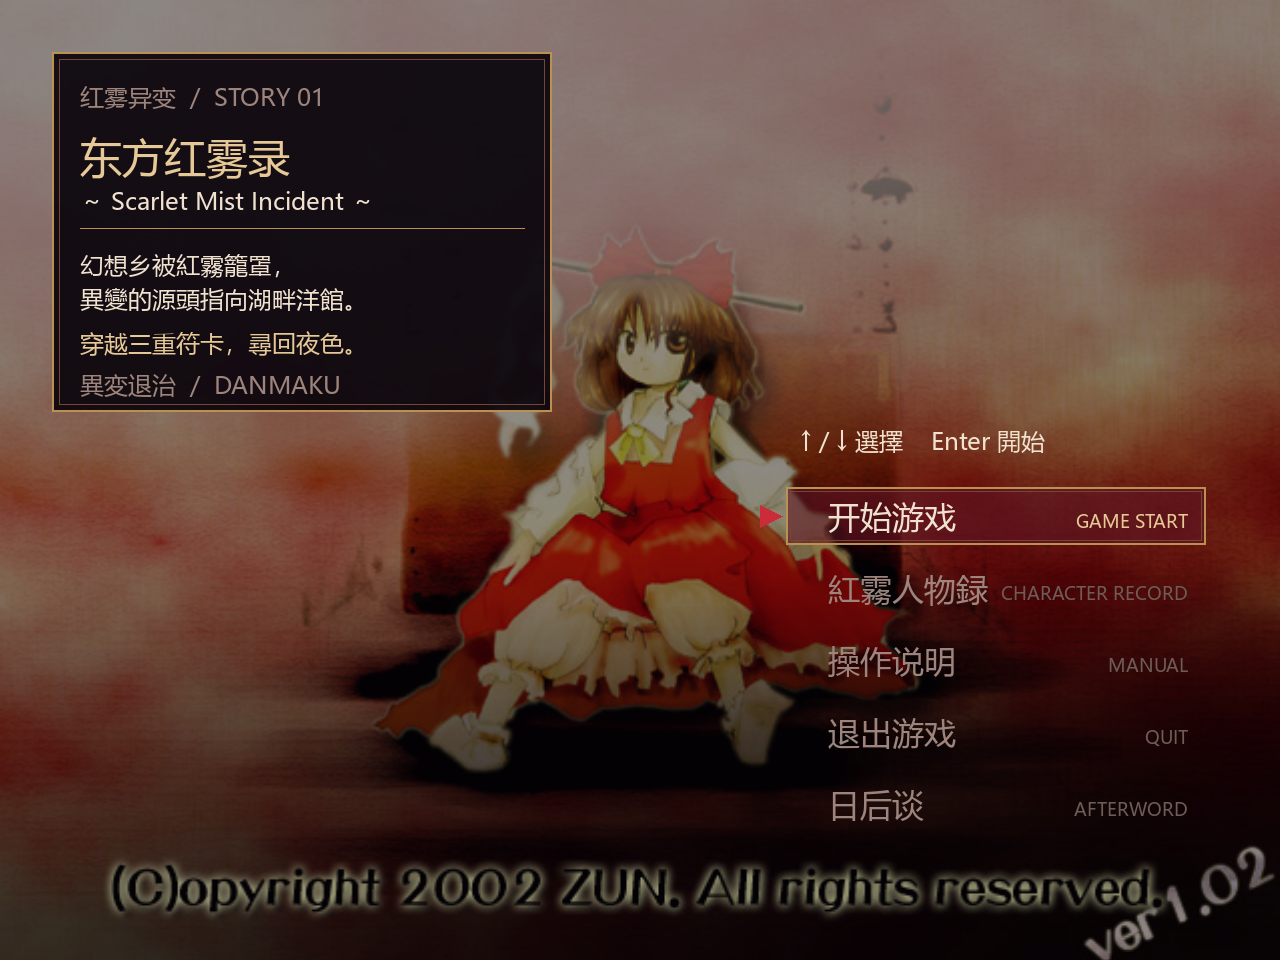 红雾异变 / STORY 01
东方红雾录
~ Scarlet Mist Incident ~
幻想乡被紅霧籠罩，
異變的源頭指向湖畔洋館。
穿越三重符卡，尋回夜色。
異变退治 / DANMAKU
↑/↓選擇 Enter 開始
开始游戏 GAME START
紅霧人物録 CHARACTER RECORD
操作说明 MANUAL
退出游戏 QUIT
日后谈 AFTERWORD
(C)opyright 2002 ZUN. All rights reserved.
ver1.02